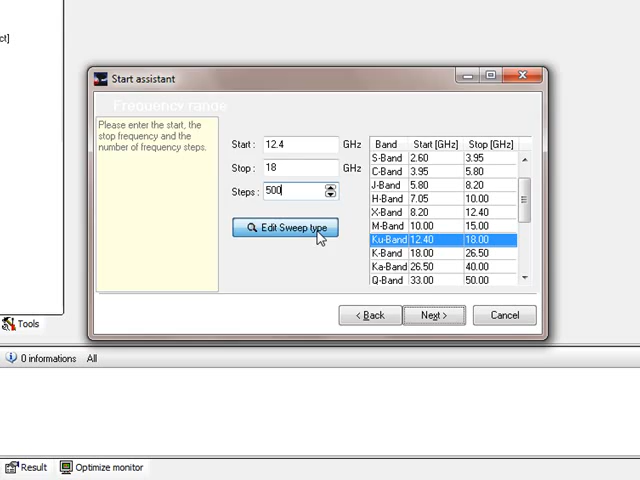 ct]
Start assistant
Frequency range
Please enter the start, the
stop frequency and the
number of frequency steps.
Start : 12.4 GHz
Stop : 18 GHz
Steps : 500
Edit Sweep type
Band Start [GHz] Stop [GHz]
S-Band 2.60 3.95
C-Band 3.95 5.80
J-Band 5.80 8.20
H-Band 7.05 10.00
X-Band 8.20 12.40
M-Band 10.00 15.00
Ku-Band 12.40 18.00
K-Band 18.00 26.50
Ka-Band 26.50 40.00
Q-Band 33.00 50.00
< Back Next > Cancel
Tools
0 informations All
Result Optimize monitor